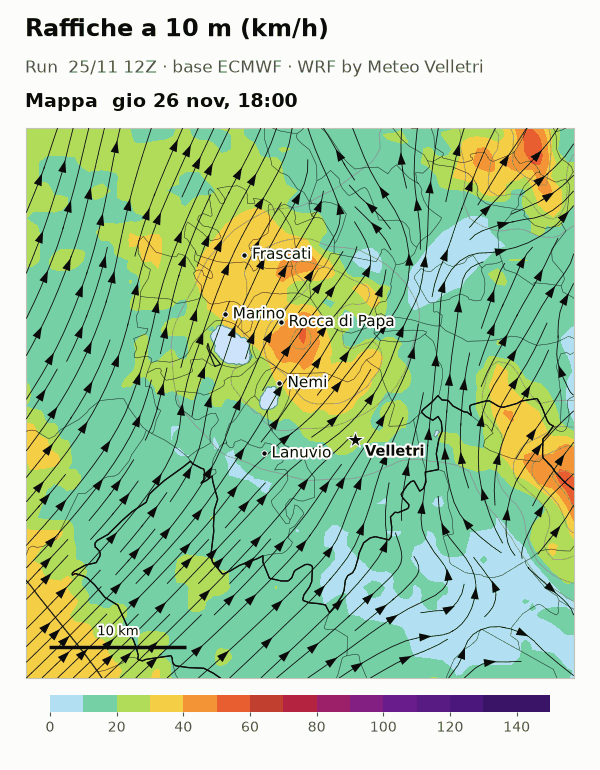 Raffiche a 10 m (km/h)
Run  25/11 12Z · base ECMWF · WRF by Meteo Velletri
Mappa  gio 26 nov, 18:00
Frascati
Marino
Rocca di Papa
Nemi
Lanuvio
Velletri
10 km
0 20 40 60 80 100 120 140